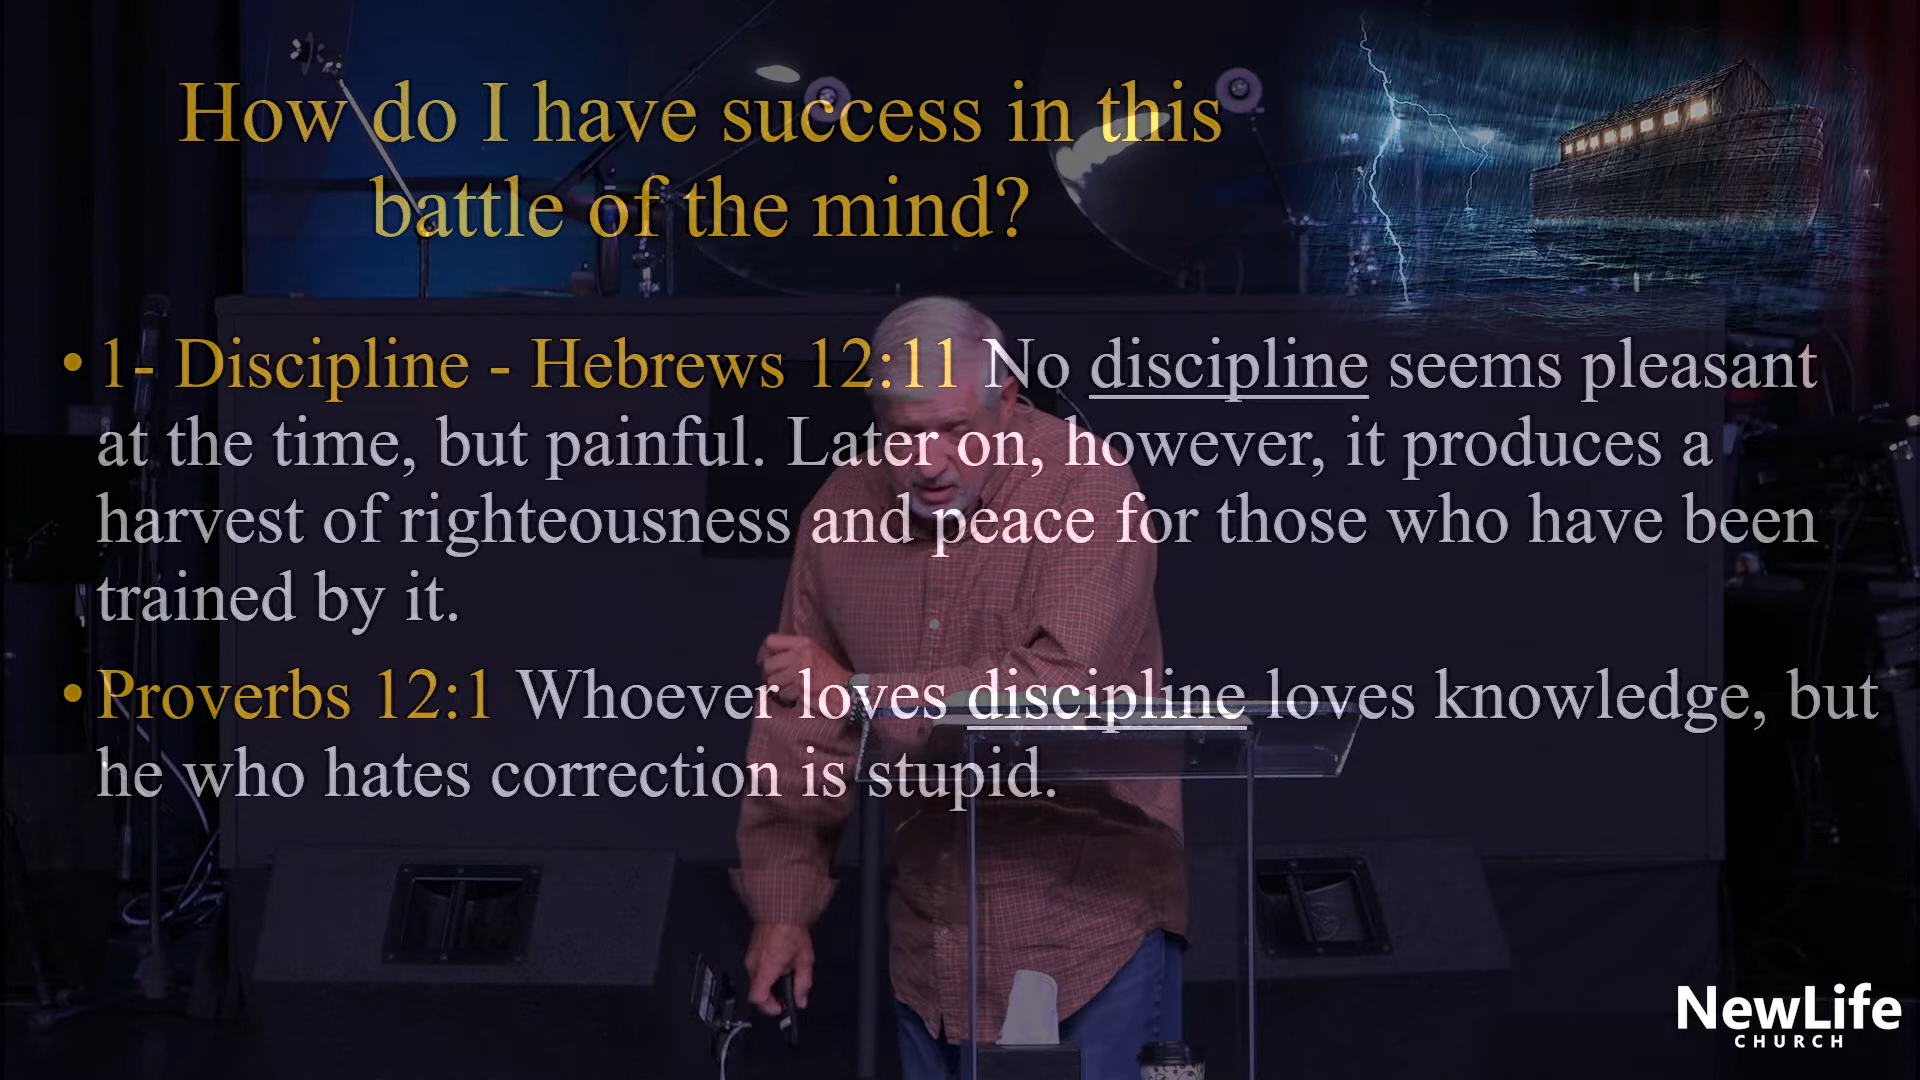 How do I have success in this
battle of the mind?
• 1- Discipline - Hebrews 12:11 No discipline seems pleasant
at the time, but painful. Later on, however, it produces a
harvest of righteousness and peace for those who have been
trained by it.
• Proverbs 12:1 Whoever loves discipline loves knowledge, but
he who hates correction is stupid.
NewLife
CHURCH